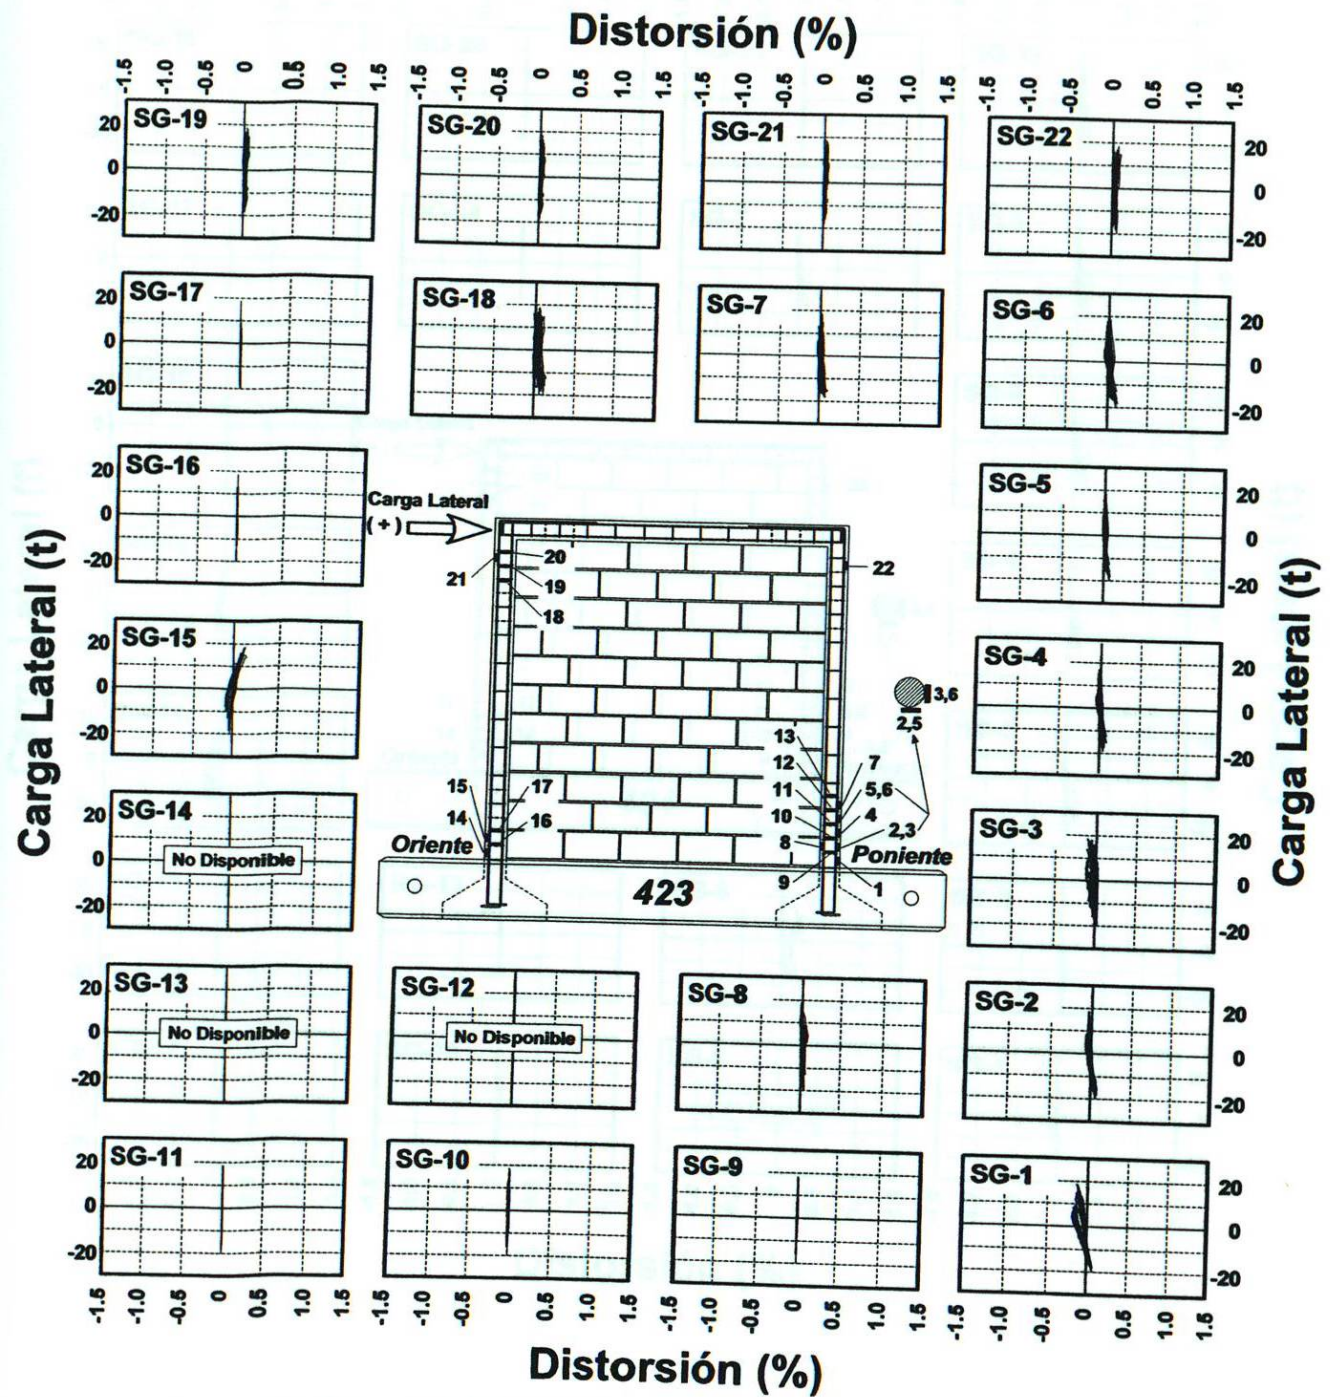 Distorsión (%)
-1.5 -1.0 -0.5 0 0.5 1.0 1.5 -1.5 -1.0 -0.5 0 0.5 1.0 1.5 -1.5 -1.0 -0.5 0 0.5 1.0 1.5 -1.5 -1.0 -0.5 0 0.5 1.0 1.5
SG-19 SG-20 SG-21 SG-22
20 20
0 0
-20 -20
SG-17 SG-18 SG-7 SG-6
20 20
0 0
-20 -20
SG-16 SG-5
20 20
0 0
-20 -20
Carga Lateral
(+)
20
21 19 22
18
Carga Lateral (t)
Carga Lateral (t)
SG-15 SG-4
20 20
0 0
-20 -20
3,6
2,5
13
12 7
15 17 11 5,6
14 16 10 4
8 2,3
Oriente Poniente
9 1
423
SG-14 SG-3
20 20
0 No Disponible 0
-20 -20
SG-13 SG-12 SG-8 SG-2
20 20
0 No Disponible No Disponible 0
-20 -20
SG-11 SG-10 SG-9 SG-1
20 20
0 0
-20 -20
-1.5 -1.0 -0.5 0 0.5 1.0 1.5 -1.5 -1.0 -0.5 0 0.5 1.0 1.5 -1.5 -1.0 -0.5 0 0.5 1.0 1.5 -1.5 -1.0 -0.5 0 0.5 1.0 1.5
Distorsión (%)